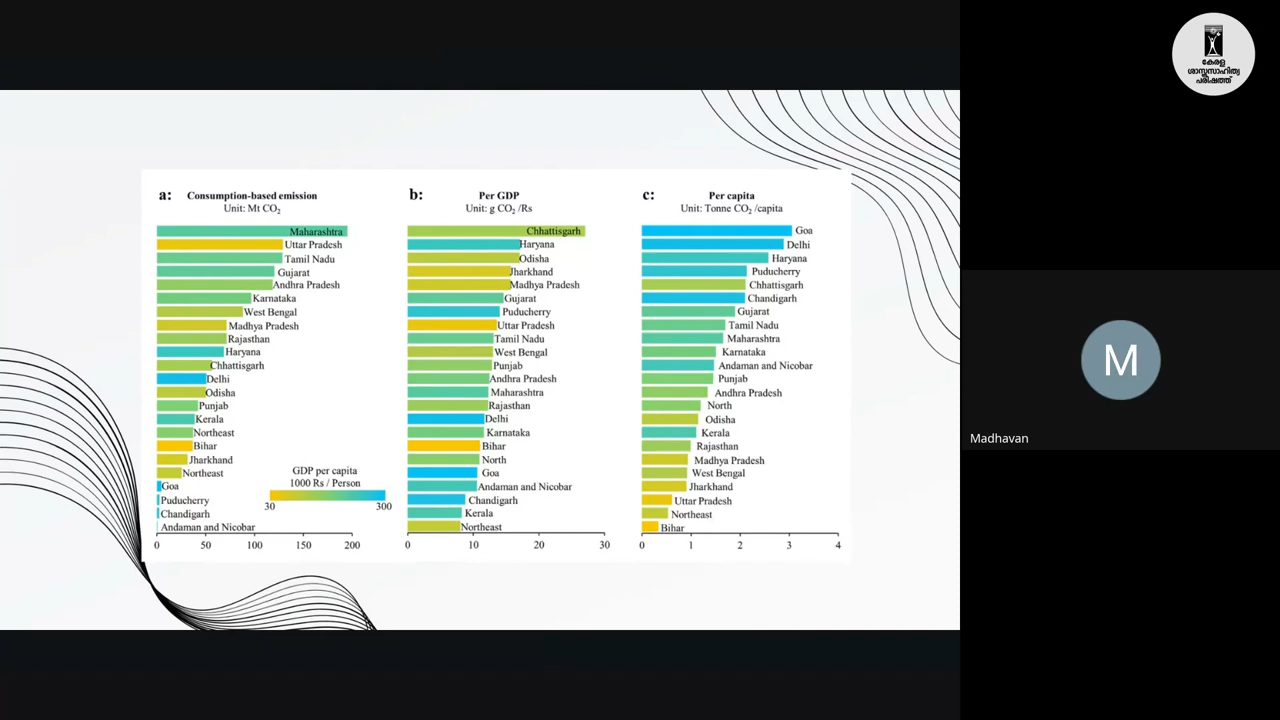 a:
Consumption-based emission
Unit: Mt CO₂
Maharashtra
Uttar Pradesh
Tamil Nadu
Gujarat
Andhra Pradesh
Karnataka
West Bengal
Madhya Pradesh
Rajasthan
Haryana
Chhattisgarh
Delhi
Odisha
Punjab
Kerala
Northeast
Bihar
Jharkhand
Northeast
Goa
Puducherry
Chandigarh
Andaman and Nicobar
0 50 100 150 200
GDP per capita
1000 Rs / Person
30 300
b:
Per GDP
Unit: g CO₂ /Rs
Chhattisgarh
Haryana
Odisha
Jharkhand
Madhya Pradesh
Gujarat
Puducherry
Uttar Pradesh
Tamil Nadu
West Bengal
Punjab
Andhra Pradesh
Maharashtra
Rajasthan
Delhi
Karnataka
Bihar
North
Goa
Andaman and Nicobar
Chandigarh
Kerala
Northeast
0 10 20 30
c:
Per capita
Unit: Tonne CO₂ /capita
Goa
Delhi
Haryana
Puducherry
Chhattisgarh
Chandigarh
Gujarat
Tamil Nadu
Maharashtra
Karnataka
Andaman and Nicobar
Punjab
Andhra Pradesh
North
Odisha
Kerala
Rajasthan
Madhya Pradesh
West Bengal
Jharkhand
Uttar Pradesh
Northeast
Bihar
0 1 2 3 4
കേരള
ശാസ്ത്രസാഹിത്യ
പരിഷത്ത്
M
Madhavan